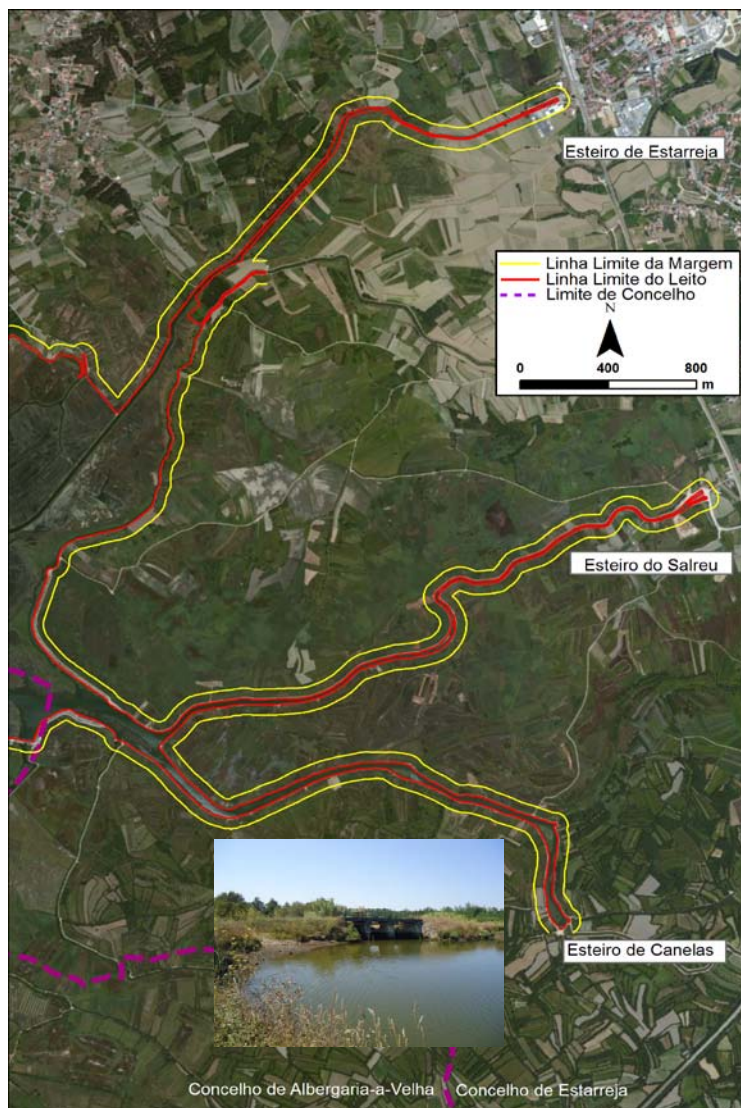 Esteiro de Estarreja
Linha Limite da Margem
Linha Limite do Leito
Limite de Concelho
N
0 400 800
m
Esteiro do Salreu
Esteiro de Canelas
Concelho de Albergaria-a-Velha
Concelho de Estarreja